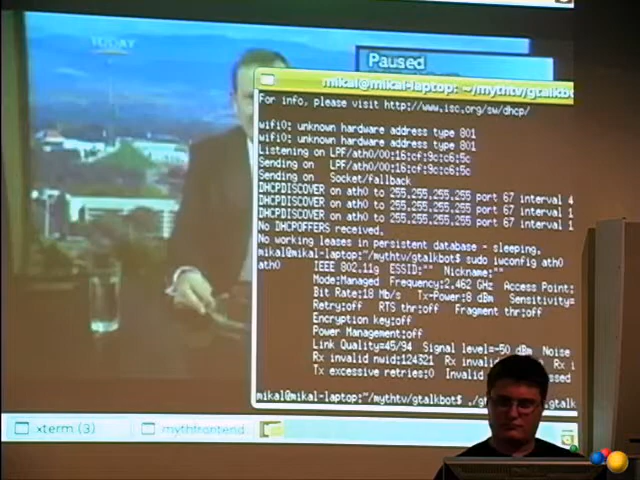 TODAY
Paused
mikal@mikal-laptop: ~/mythtv/gtalkbot
For info, please visit http://www.isc.org/sw/dhcp/
wifi0: unknown hardware address type 801
wifi0: unknown hardware address type 801
Listening on LPF/ath0/00:16:cf:9c:c6:5c
Sending on   LPF/ath0/00:16:cf:9c:c6:5c
Sending on   Socket/fallback
DHCPDISCOVER on ath0 to 255.255.255.255 port 67 interval 4
DHCPDISCOVER on ath0 to 255.255.255.255 port 67 interval 1
DHCPDISCOVER on ath0 to 255.255.255.255 port 67 interval 1
No DHCPOFFERS received.
No working leases in persistent database - sleeping.
mikal@mikal-laptop:~/mythtv/gtalkbot$ sudo iwconfig ath0
ath0      IEEE 802.11g  ESSID:""  Nickname:""
Mode:Managed  Frequency:2.462 GHz  Access Point:
Bit Rate:18 Mb/s   Tx-Power:8 dBm   Sensitivity=
Retry:off   RTS thr:off   Fragment thr:off
Encryption key:off
Power Management:off
Link Quality=45/94  Signal level=-50 dBm  Noise
Rx invalid nwid:124321  Rx invalid
Tx excessive retries:0  Invalid
mikal@mikal-laptop:~/mythtv/gtalkbot$
xterm (3)
mythfrontend